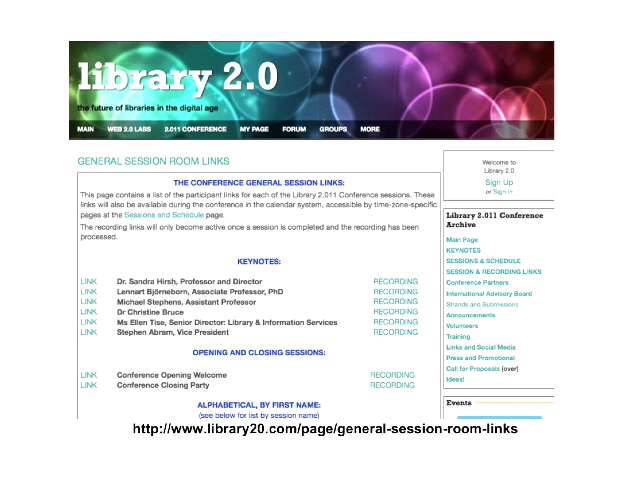 library 2.0
the future of libraries in the digital age
MAIN WEB 2.0 LABS 2.011 CONFERENCE MY PAGE FORUM GROUPS MORE
GENERAL SESSION ROOM LINKS
THE CONFERENCE GENERAL SESSION LINKS:
This page contains a list of the participant links for each of the Library 2.011 Conference sessions. These
links will also be available during the conference in the calendar system, accessible by time-zone-specific
pages at the Sessions and Schedule page.
The recording links will only become active once a session is completed and the recording has been
processed.
KEYNOTES:
LINK Dr. Sandra Hirsh, Professor and Director RECORDING
LINK Lennart Björneborn, Associate Professor, PhD RECORDING
LINK Michael Stephens, Assistant Professor RECORDING
LINK Dr Christine Bruce RECORDING
LINK Ms Ellen Tise, Senior Director: Library & Information Services RECORDING
LINK Stephen Abram, Vice President RECORDING
OPENING AND CLOSING SESSIONS:
LINK Conference Opening Welcome RECORDING
LINK Conference Closing Party RECORDING
ALPHABETICAL, BY FIRST NAME:
(see below for list by session name)
Welcome to
Library 2.0
Sign Up
or Sign In
Library 2.011 Conference
Archive
Main Page
KEYNOTES
SESSIONS & SCHEDULE
SESSION & RECORDING LINKS
Conference Partners
International Advisory Board
Strands and Submissions
Announcements
Volunteers
Training
Links and Social Media
Press and Promotional
Call for Proposals (over)
Ideas!
Events
http://www.library20.com/page/general-session-room-links